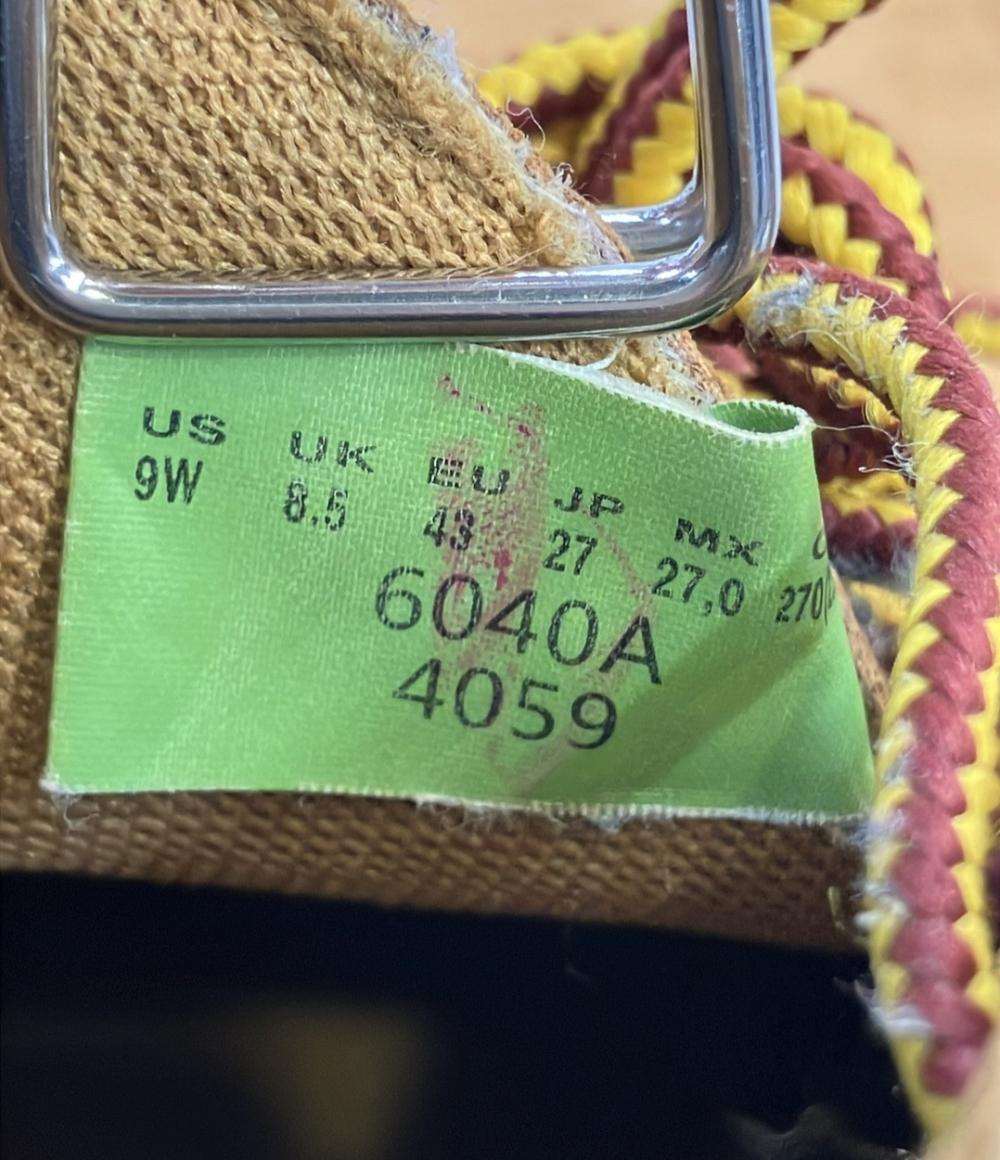 US UK EU JP MX
9W 8.5 43 27 27,0 270
6040A
4059